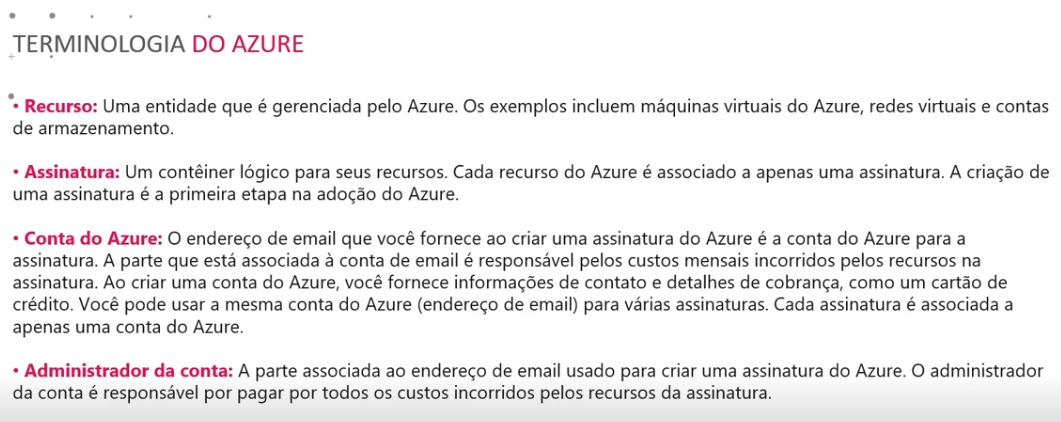 TERMINOLOGIA DO AZURE
• Recurso: Uma entidade que é gerenciada pelo Azure. Os exemplos incluem máquinas virtuais do Azure, redes virtuais e contas
de armazenamento.
• Assinatura: Um contêiner lógico para seus recursos. Cada recurso do Azure é associado a apenas uma assinatura. A criação de
uma assinatura é a primeira etapa na adoção do Azure.
• Conta do Azure: O endereço de email que você fornece ao criar uma assinatura do Azure é a conta do Azure para a
assinatura. A parte que está associada à conta de email é responsável pelos custos mensais incorridos pelos recursos na
assinatura. Ao criar uma conta do Azure, você fornece informações de contato e detalhes de cobrança, como um cartão de
crédito. Você pode usar a mesma conta do Azure (endereço de email) para várias assinaturas. Cada assinatura é associada a
apenas uma conta do Azure.
• Administrador da conta: A parte associada ao endereço de email usado para criar uma assinatura do Azure. O administrador
da conta é responsável por pagar por todos os custos incorridos pelos recursos da assinatura.